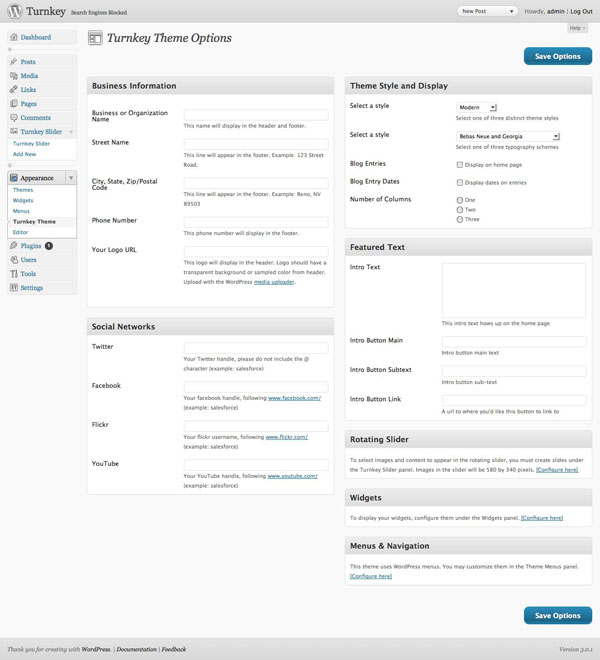 Turnkey Search Engines Blocked
New Post Howdy, admin | Log Out
Help
Turnkey Theme Options
Save Options
Dashboard
Posts
Media
Links
Pages
Comments
Turnkey Slider
Turnkey Slider
Add New
Appearance
Themes
Widgets
Menus
Turnkey Theme
Editor
Plugins 1
Users
Tools
Settings
Business Information
Business or Organization
Name
This name will display in the header and footer.
Street Name
This line will appear in the footer. Example: 123 Street
Road.
City, State, Zip/Postal
Code
This line will appear in the footer. Example: Reno, NV
89503
Phone Number
This phone number will display in the footer.
Your Logo URL
This logo will display in the header. Logo should have a
transparent background or sampled color from header.
Upload with the WordPress media uploader.
Social Networks
Twitter
Your Twitter handle, please do not include the @
character (example: salesforce)
Facebook
Your facebook handle, following www.facebook.com/
(example: salesforce)
Flickr
Your flickr username, following www.flickr.com/
(example: salesforce)
YouTube
Your YouTube handle, following www.youtube.com/
(example: salesforce)
Theme Style and Display
Select a style Modern
Select one of three distinct theme styles
Select a style Bebas Neue and Georgia
Select one of three typography schemes
Blog Entries Display on home page
Blog Entry Dates Display dates on entries
Number of Columns One
Two
Three
Featured Text
Intro Text
This intro text hows up on the home page
Intro Button Main
Intro button main text
Intro Button Subtext
Intro button sub-text
Intro Button Link
A url to where you'd like this button to link to
Rotating Slider
To select images and content to appear in the rotating slider, you must create slides under
the Turnkey Slider panel. Images in the slider will be 580 by 340 pixels. [Configure here]
Widgets
To display your widgets, configure them under the Widgets panel. [Configure here]
Menus & Navigation
This theme uses WordPress menus. You may customize them in the Theme Menus panel.
[Configure here]
Save Options
Thank you for creating with WordPress. | Documentation | Feedback
Version 3.0.1